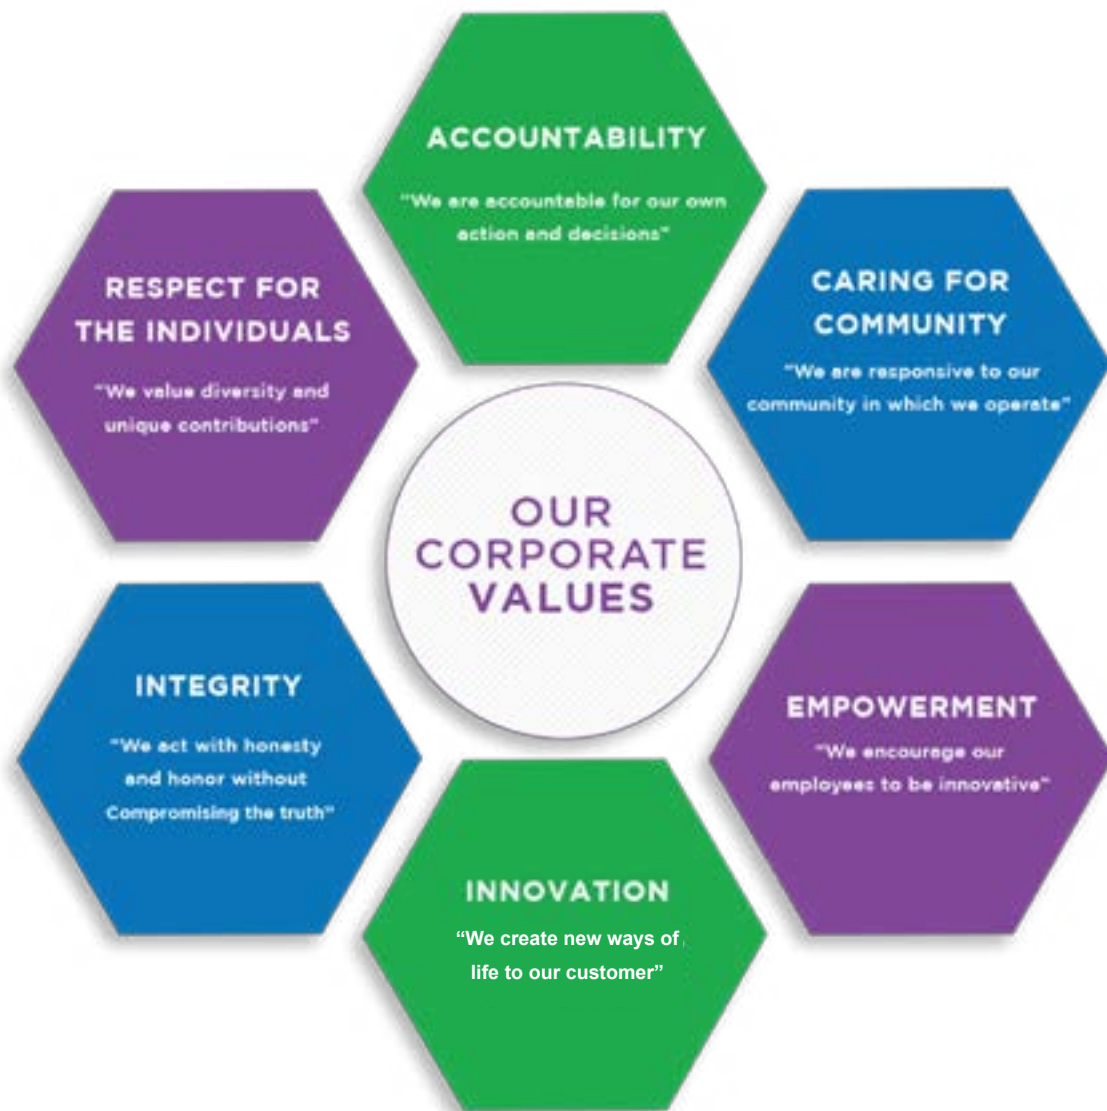 ACCOUNTABILITY
"We are accountable for our own
action and decisions"
RESPECT FOR
THE INDIVIDUALS
"We value diversity and
unique contributions"
CARING FOR
COMMUNITY
"We are responsive to our
community in which we operate"
OUR
CORPORATE
VALUES
INTEGRITY
"We act with honesty
and honor without
Compromising the truth"
EMPOWERMENT
"We encourage our
employees to be innovative"
INNOVATION
“We create new ways of
life to our customer”